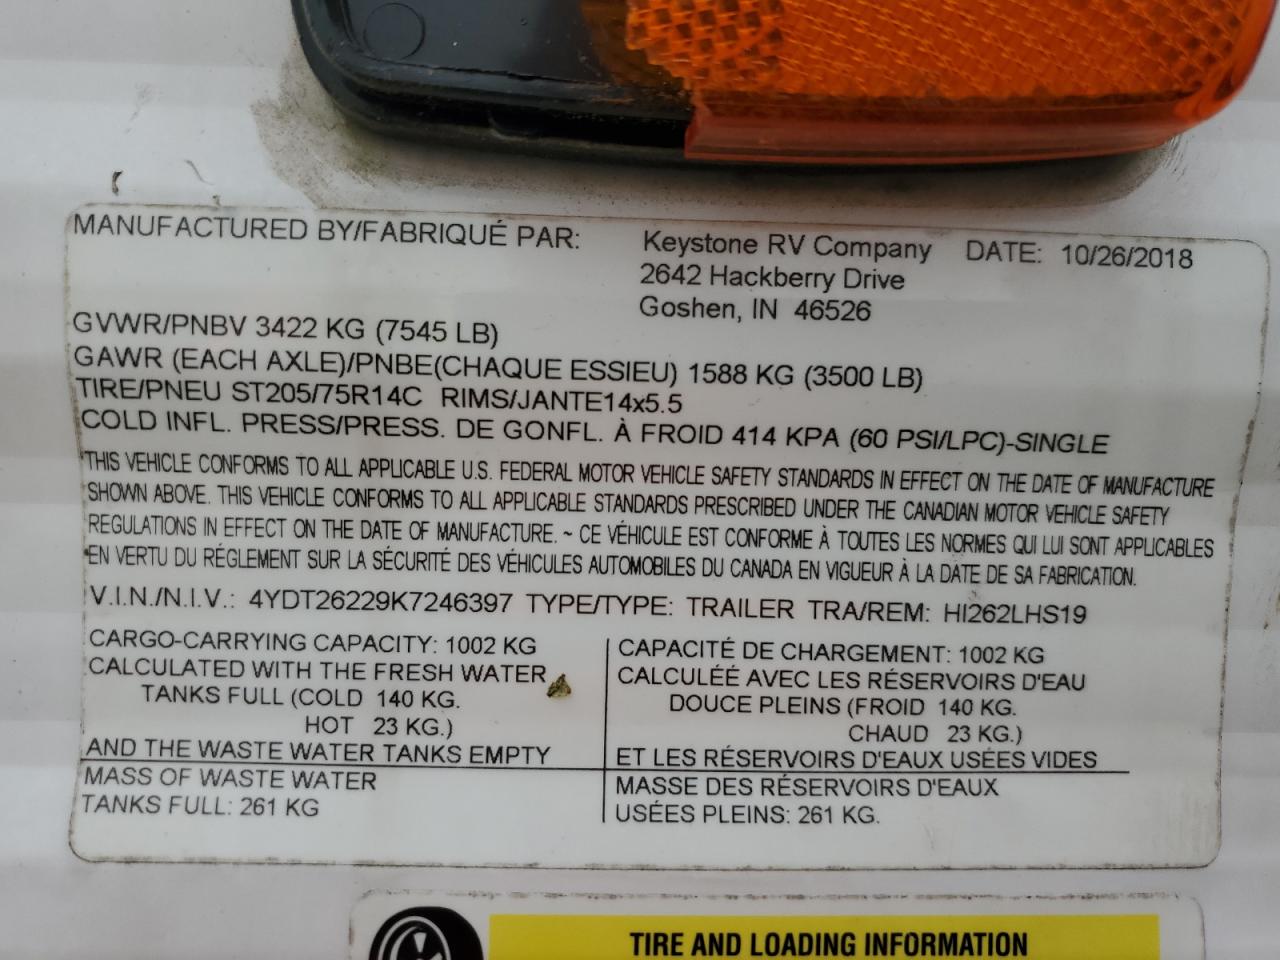 MANUFACTURED BY/FABRIQUÉ PAR: Keystone RV Company DATE: 10/26/2018
2642 Hackberry Drive
Goshen, IN 46526
GVWR/PNBV 3422 KG (7545 LB)
GAWR (EACH AXLE)/PNBE(CHAQUE ESSIEU) 1588 KG (3500 LB)
TIRE/PNEU ST205/75R14C RIMS/JANTE14x5.5
COLD INFL. PRESS/PRESS. DE GONFL. À FROID 414 KPA (60 PSI/LPC)-SINGLE
THIS VEHICLE CONFORMS TO ALL APPLICABLE U.S. FEDERAL MOTOR VEHICLE SAFETY STANDARDS IN EFFECT ON THE DATE OF MANUFACTURE
SHOWN ABOVE. THIS VEHICLE CONFORMS TO ALL APPLICABLE STANDARDS PRESCRIBED UNDER THE CANADIAN MOTOR VEHICLE SAFETY
REGULATIONS IN EFFECT ON THE DATE OF MANUFACTURE. ~ CE VÉHICULE EST CONFORME À TOUTES LES NORMES QUI LUI SONT APPLICABLES
EN VERTU DU RÉGLEMENT SUR LA SÉCURITÉ DES VÉHICULES AUTOMOBILES DU CANADA EN VIGUEUR À LA DATE DE SA FABRICATION.
V.I.N./N.I.V.: 4YDT26229K7246397 TYPE/TYPE: TRAILER TRA/REM: HI262LHS19
CARGO-CARRYING CAPACITY: 1002 KG
CALCULATED WITH THE FRESH WATER
TANKS FULL (COLD 140 KG.
HOT 23 KG.)
AND THE WASTE WATER TANKS EMPTY
MASS OF WASTE WATER
TANKS FULL: 261 KG
CAPACITÉ DE CHARGEMENT: 1002 KG
CALCULÉÉ AVEC LES RÉSERVOIRS D'EAU
DOUCE PLEINS (FROID 140 KG.
CHAUD 23 KG.)
ET LES RÉSERVOIRS D'EAUX USÉES VIDES
MASSE DES RÉSERVOIRS D'EAUX
USÉES PLEINS: 261 KG.
TIRE AND LOADING INFORMATION